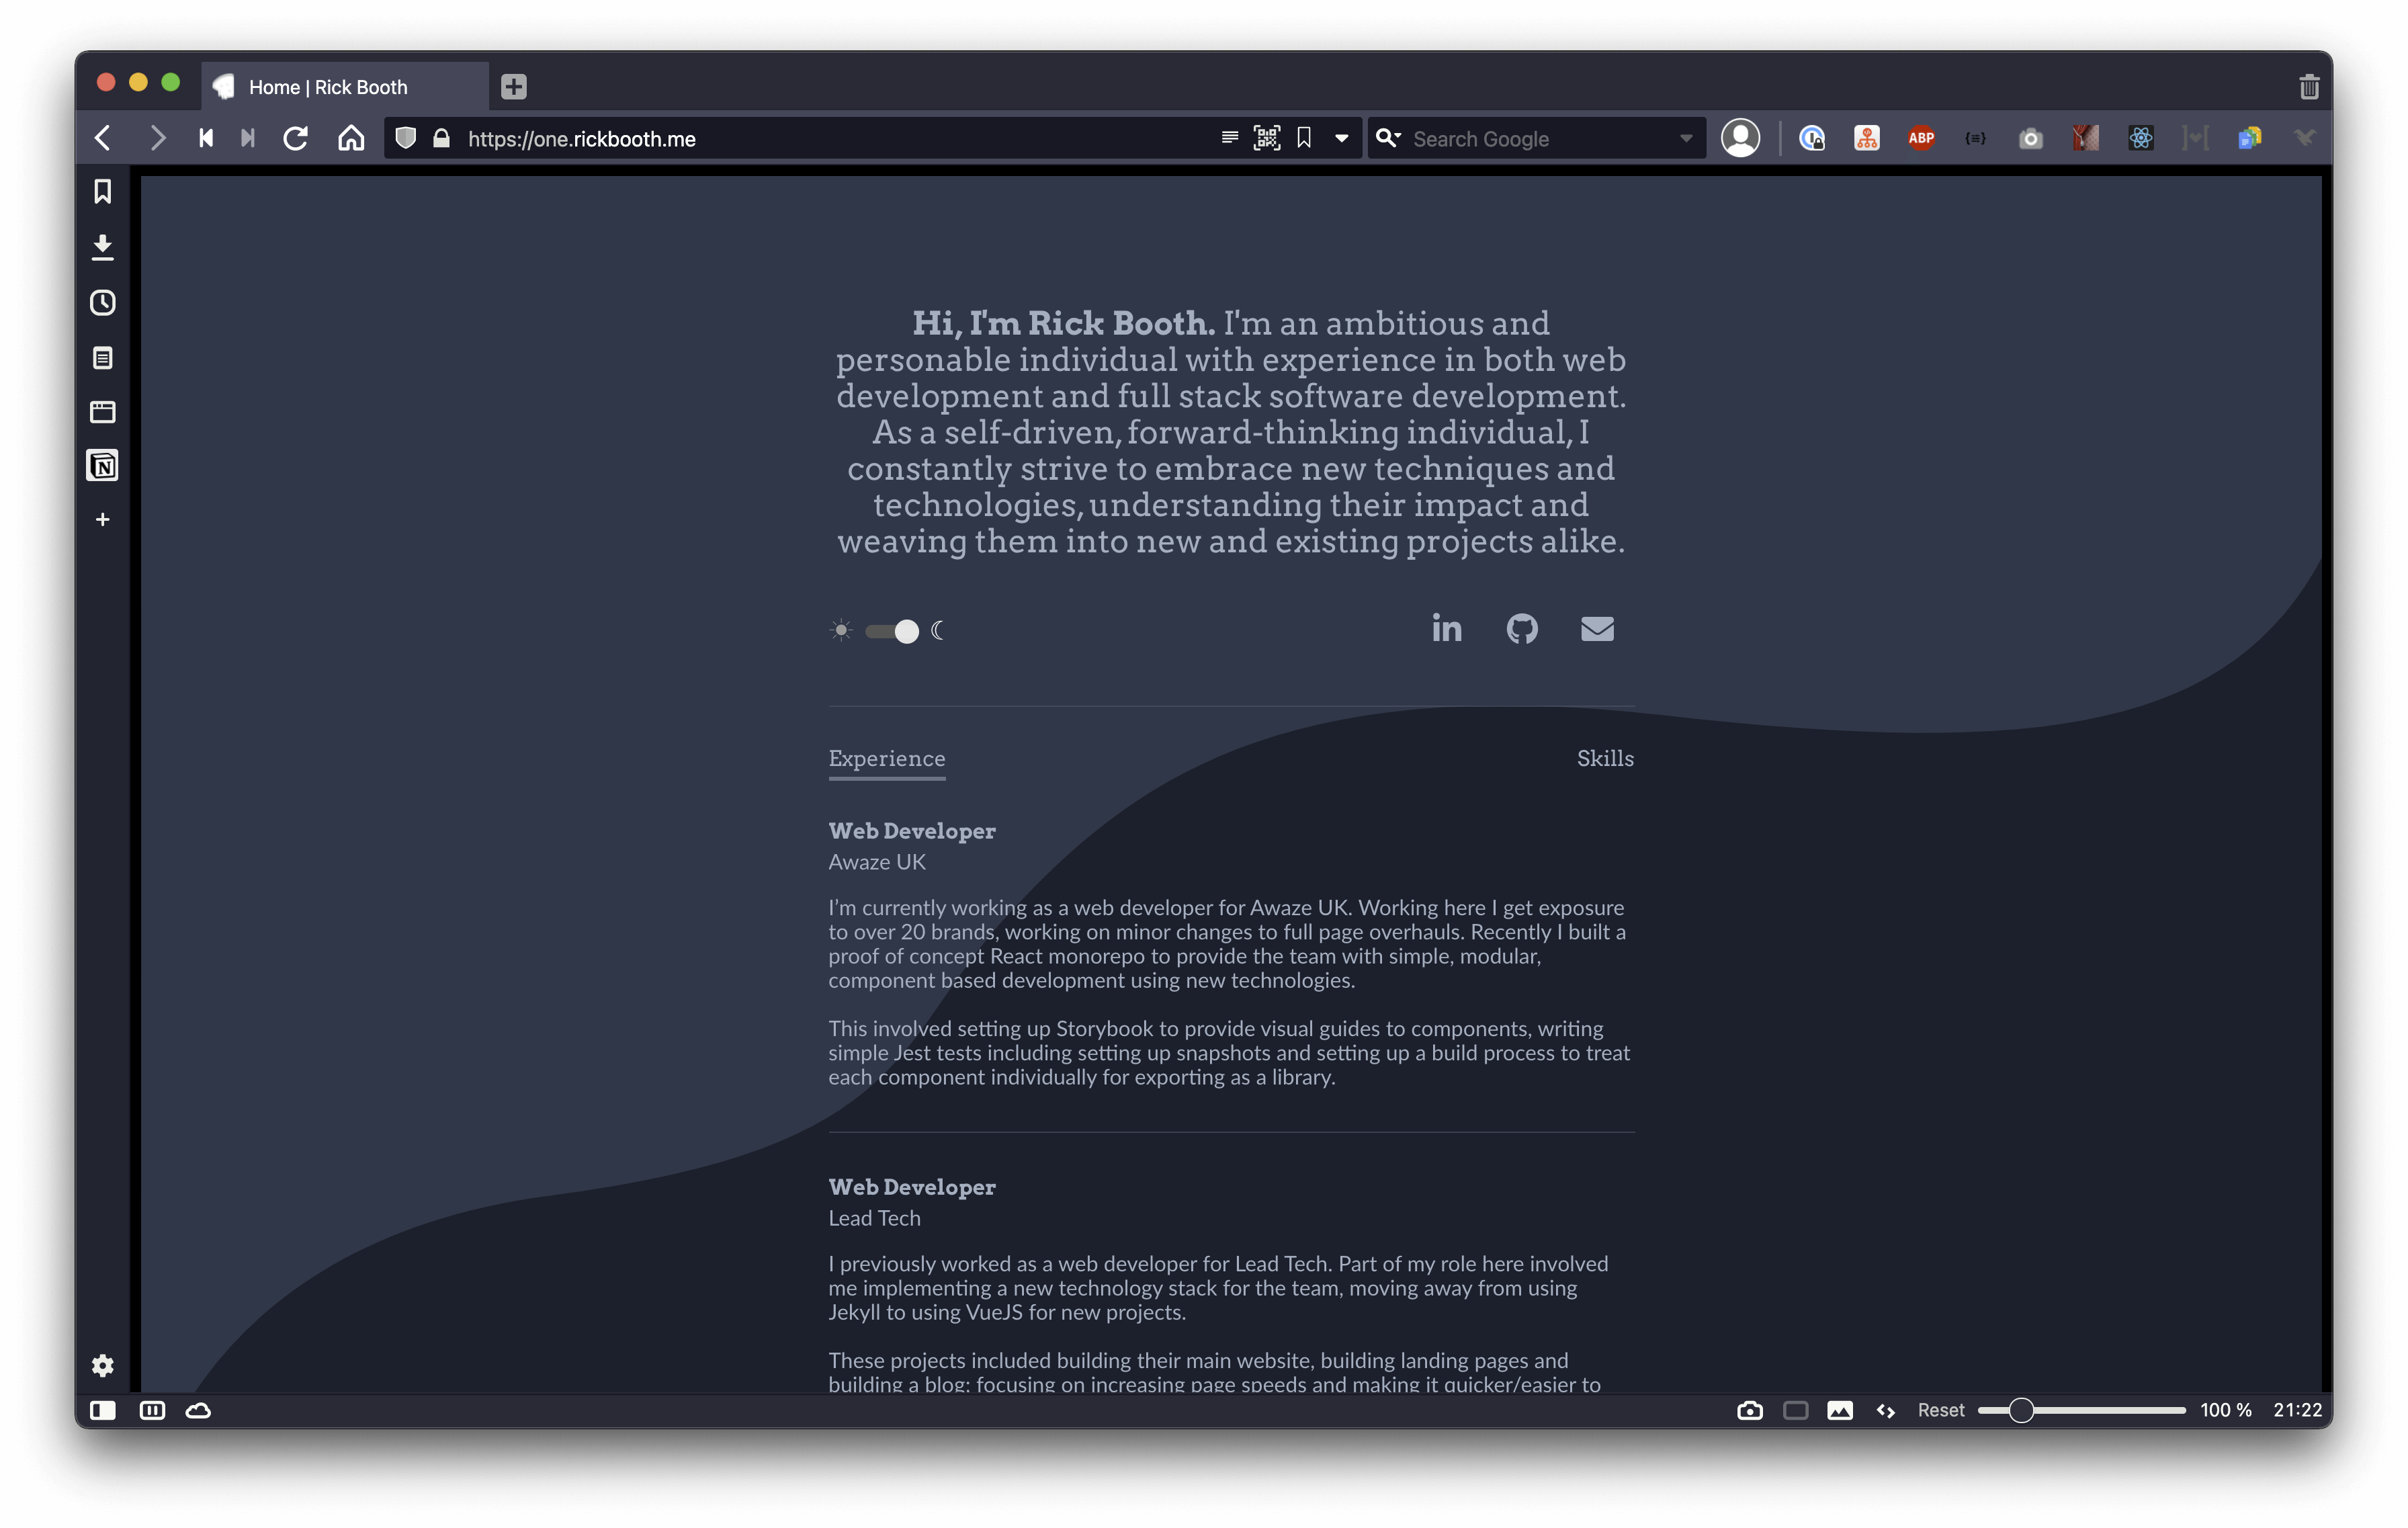 Home | Rick Booth
https://one.rickbooth.me
Search Google
ABP
Hi, I'm Rick Booth. I'm an ambitious and
personable individual with experience in both web
development and full stack software development.
As a self-driven, forward-thinking individual, I
constantly strive to embrace new techniques and
technologies, understanding their impact and
weaving them into new and existing projects alike.
in
Experience
Skills
Web Developer
Awaze UK
I'm currently working as a web developer for Awaze UK. Working here I get exposure
to over 20 brands, working on minor changes to full page overhauls. Recently I built a
proof of concept React monorepo to provide the team with simple, modular,
component based development using new technologies.
This involved setting up Storybook to provide visual guides to components, writing
simple Jest tests including setting up snapshots and setting up a build process to treat
each component individually for exporting as a library.
Web Developer
Lead Tech
I previously worked as a web developer for Lead Tech. Part of my role here involved
me implementing a new technology stack for the team, moving away from using
Jekyll to using VueJS for new projects.
These projects included building their main website, building landing pages and
building a blog; focusing on increasing page speeds and making it quicker/easier to
Reset
100 %
21:22